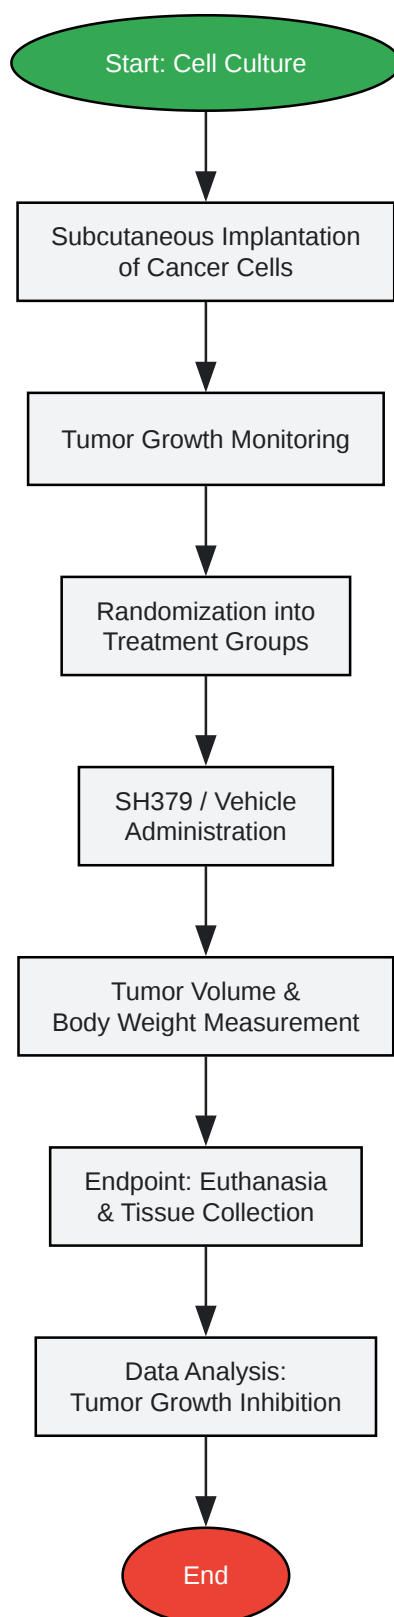 Start: Cell Culture
Subcutaneous Implantation
of Cancer Cells
Tumor Growth Monitoring
Randomization into
Treatment Groups
SH379 / Vehicle
Administration
Tumor Volume &
Body Weight Measurement
Endpoint: Euthanasia
& Tissue Collection
Data Analysis:
Tumor Growth Inhibition
End